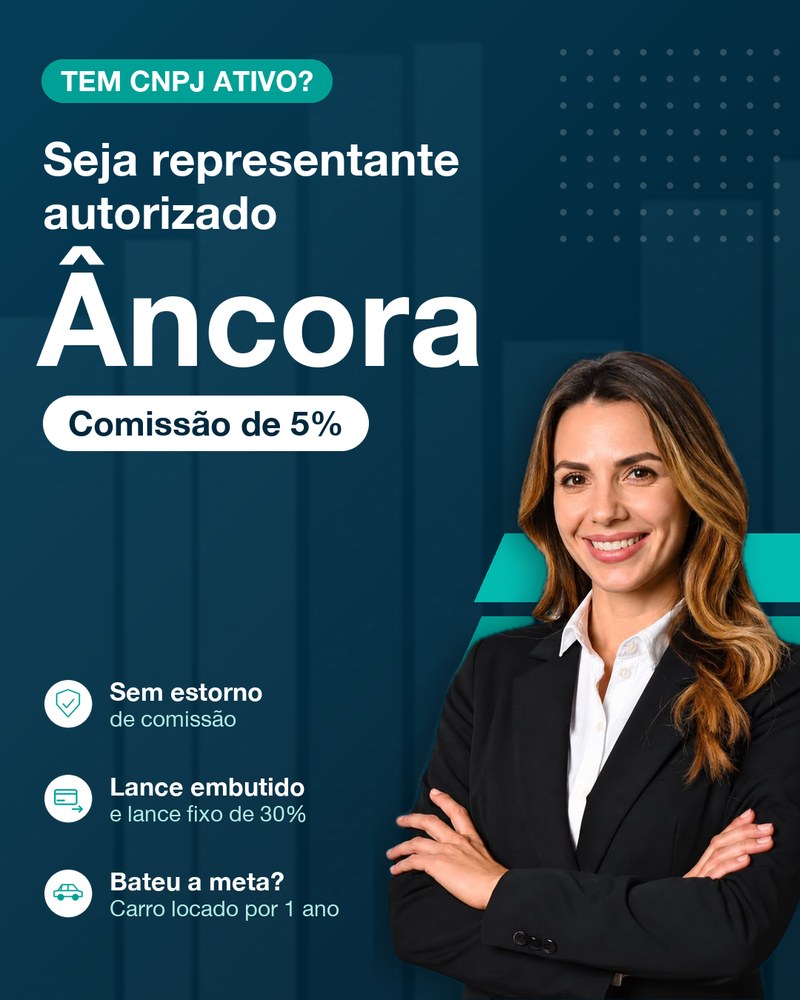 TEM CNPJ ATIVO?
Seja representante
autorizado
Âncora
Comissão de 5%
Sem estorno
de comissão
Lance embutido
e lance fixo de 30%
Bateu a meta?
Carro locado por 1 ano